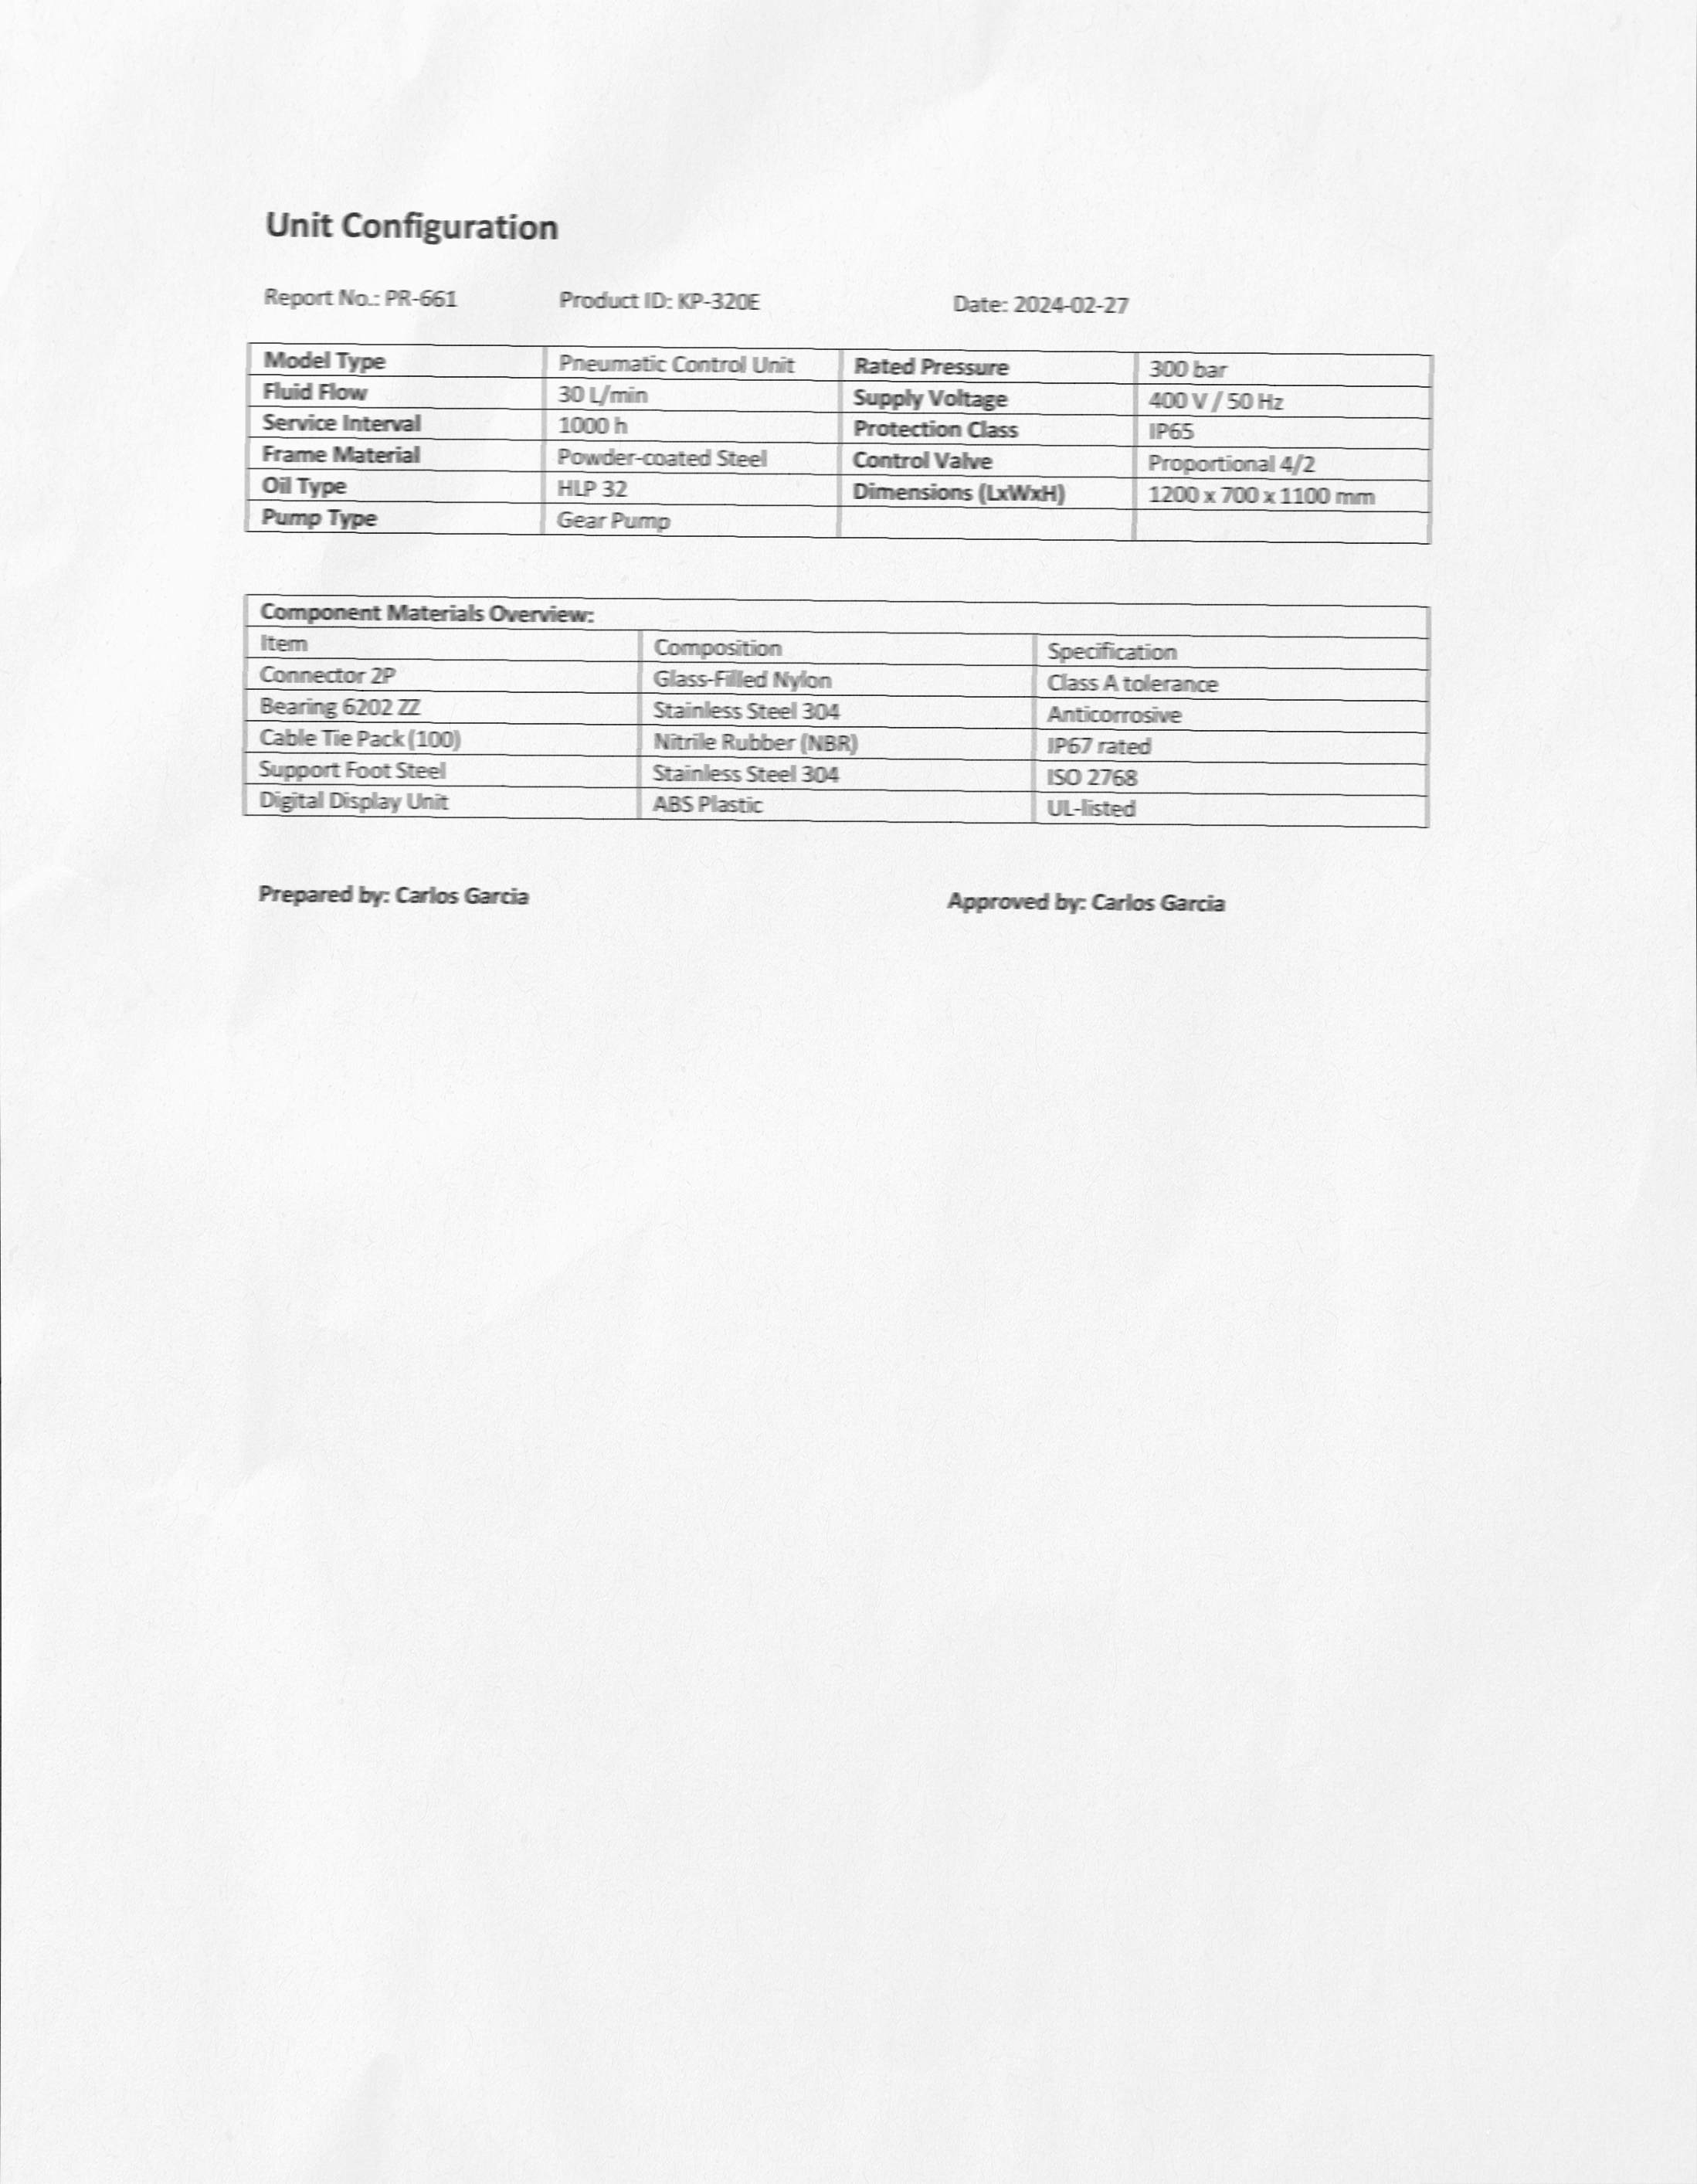 Unit Configuration
Report No.: PR-661 Product ID: KP-320E Date: 2024-02-27
Model Type Pneumatic Control Unit Rated Pressure 300 bar
Fluid Flow 30 L/min Supply Voltage 400 V / 50 Hz
Service Interval 1000 h Protection Class IP65
Frame Material Powder-coated Steel Control Valve Proportional 4/2
Oil Type HLP 32 Dimensions (LxWxH) 1200 x 700 x 1100 mm
Pump Type Gear Pump
Component Materials Overview:
Item Composition Specification
Connector 2P Glass-Filled Nylon Class A tolerance
Bearing 6202 ZZ Stainless Steel 304 Anticorrosive
Cable Tie Pack (100) Nitrile Rubber (NBR) IP67 rated
Support Foot Steel Stainless Steel 304 ISO 2768
Digital Display Unit ABS Plastic UL-listed
Prepared by: Carlos Garcia Approved by: Carlos Garcia